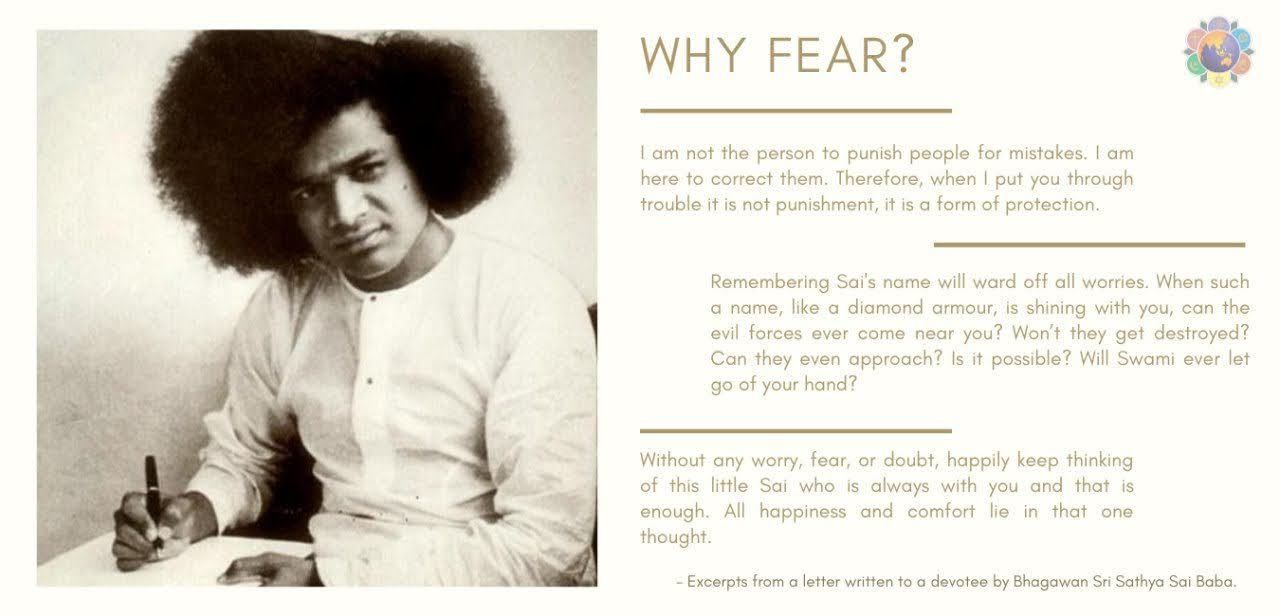 WHY FEAR?
I am not the person to punish people for mistakes. I am
here to correct them. Therefore, when I put you through
trouble it is not punishment, it is a form of protection.
Remembering Sai's name will ward off all worries. When such
a name, like a diamond armour, is shining with you, can the
evil forces ever come near you? Won't they get destroyed?
Can they even approach? Is it possible? Will Swami ever let
go of your hand?
Without any worry, fear, or doubt, happily keep thinking
of this little Sai who is always with you and that is
enough. All happiness and comfort lie in that one
thought.
- Excerpts from a letter written to a devotee by Bhagawan Sri Sathya Sai Baba.